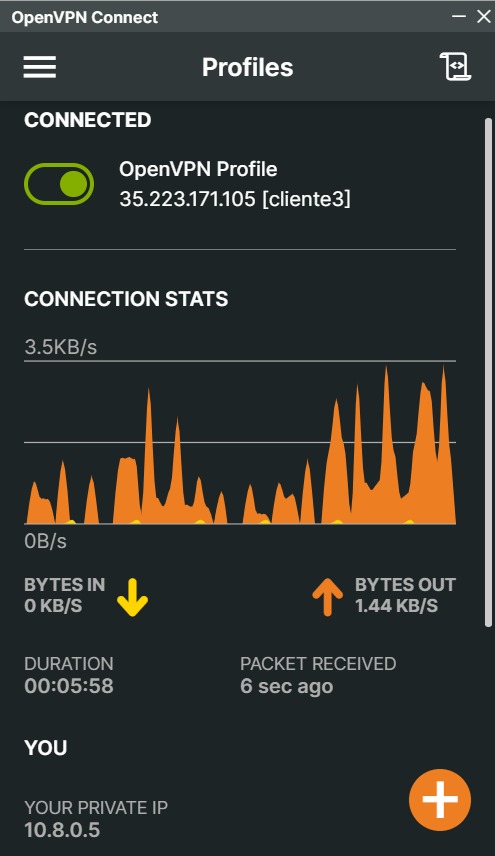 OpenVPN Connect
Profiles
CONNECTED
OpenVPN Profile
35.223.171.105 [cliente3]
CONNECTION STATS
3.5KB/s
0B/s
BYTES IN
0 KB/S
BYTES OUT
1.44 KB/S
DURATION
00:05:58
PACKET RECEIVED
6 sec ago
YOU
YOUR PRIVATE IP
10.8.0.5